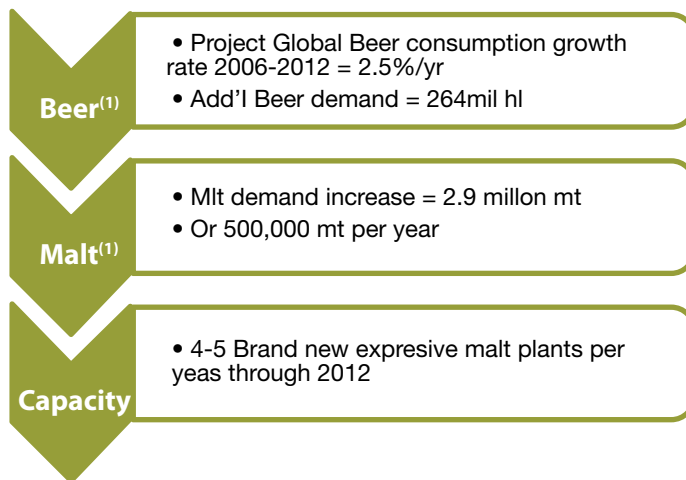 Beer(1)
• Project Global Beer consumption growth
rate 2006-2012 = 2.5%/yr
• Add'l Beer demand = 264mil hl
Malt(1)
• Mlt demand increase = 2.9 millon mt
• Or 500,000 mt per year
Capacity
• 4-5 Brand new expresive malt plants per
yeas through 2012